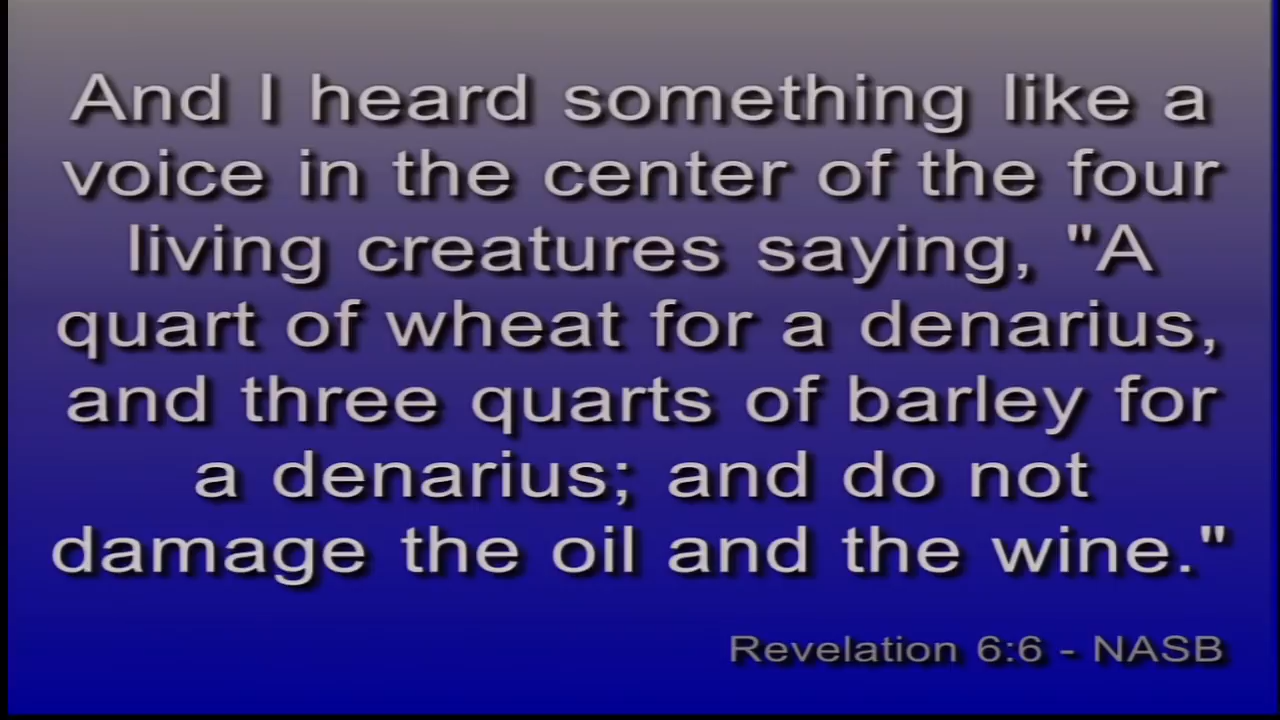 And I heard something like a
voice in the center of the four
living creatures saying, "A
quart of wheat for a denarius,
and three quarts of barley for
a denarius; and do not
damage the oil and the wine."
Revelation 6:6 - NASB